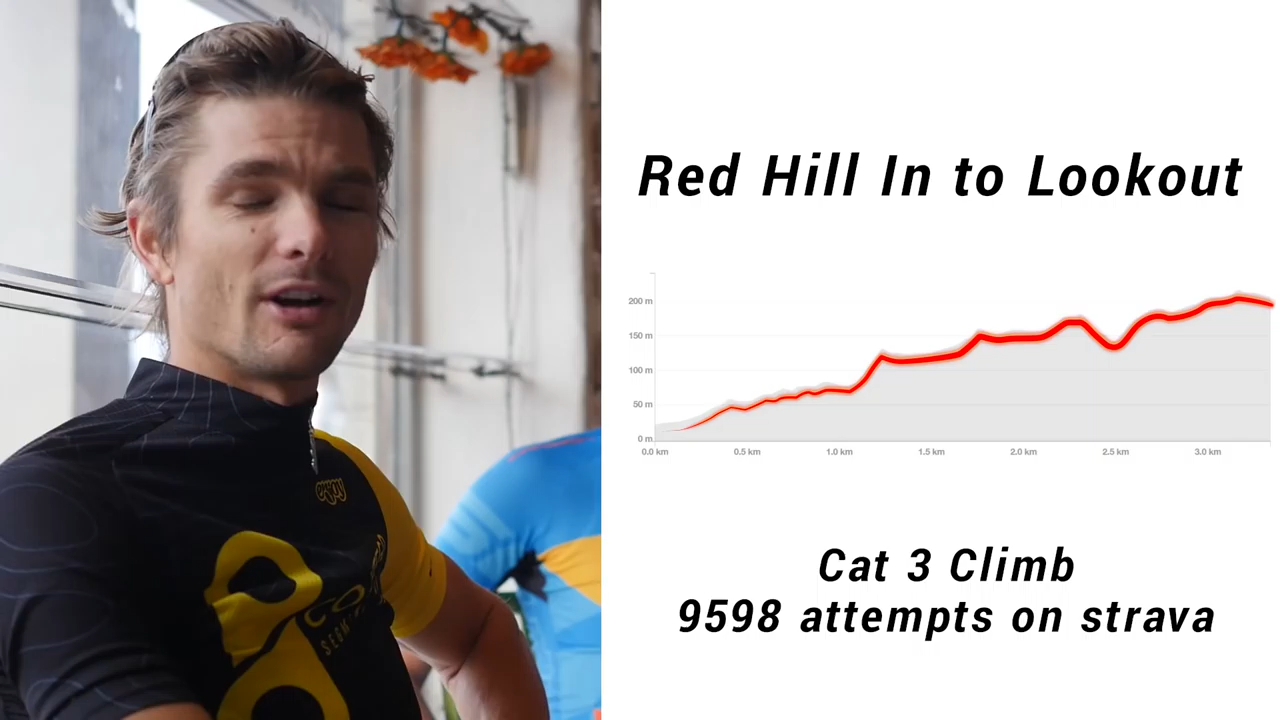 Red Hill In to Lookout
200 m
150 m
100 m
50 m
0 m
0.0 km
0.5 km
1.0 km
1.5 km
2.0 km
2.5 km
3.0 km
Cat 3 Climb
9598 attempts on strava
enjoy